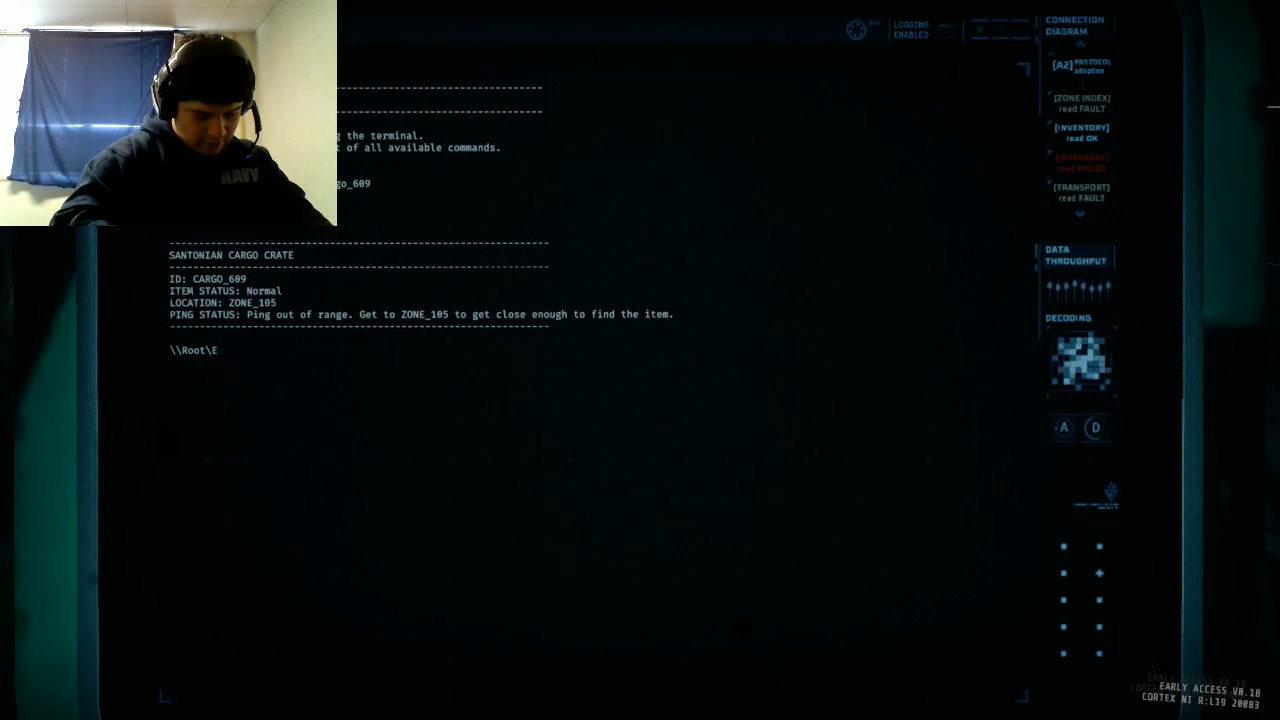 LOGGING
ENABLED
CONNECTION
DIAGRAM
[A2] PROTOCOL
adoption
[ZONE INDEX]
read FAULT
[INVENTORY]
read OK
read FAILED
[TRANSPORT]
read FAULT
DATA
THROUGHPUT
DECODING
A D
------------------------------
------------------------------
g the terminal.
t of all available commands.
go_609
NAVY
----------------------------------------------------------------
SANTONIAN CARGO CRATE
----------------------------------------------------------------
ID: CARGO_609
ITEM STATUS: Normal
LOCATION: ZONE_105
PING STATUS: Ping out of range. Get to ZONE_105 to get close enough to find the item.
----------------------------------------------------------------
\\Root\E
EARLY ACCESS V0.18
CORTEX NI R:L19 20083